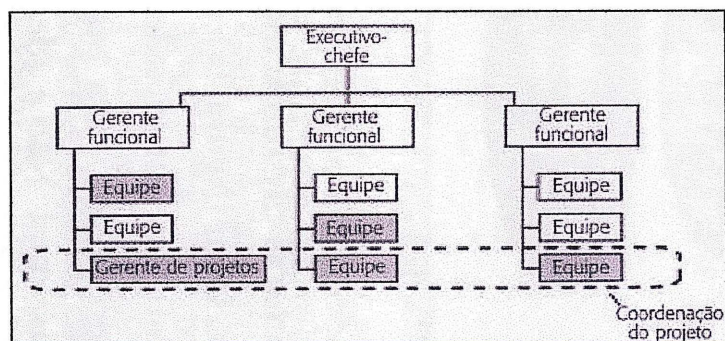 Executivo-
chefe
Gerente
funcional
Gerente
funcional
Gerente
funcional
Equipe
Equipe
Equipe
Equipe
Equipe
Equipe
Gerente de projetos
Equipe
Equipe
Coordenação
do projeto